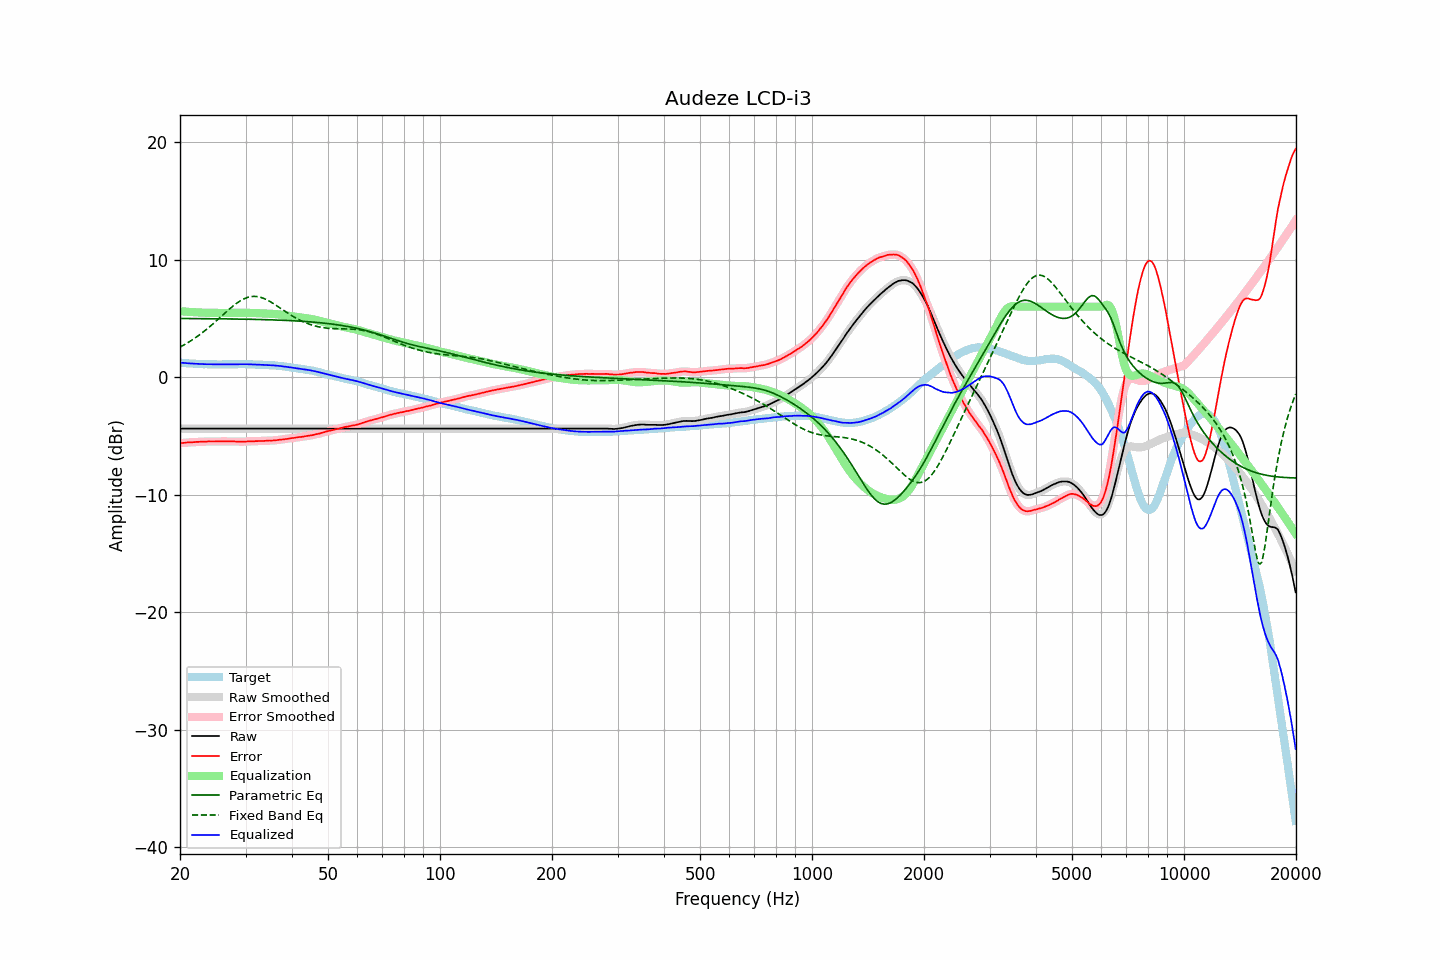 Audeze LCD-i3
Amplitude (dBr)
20
10
0
−10
−20
−30
−40
Target
Raw Smoothed
Error Smoothed
Raw
Error
Equalization
Parametric Eq
Fixed Band Eq
Equalized
20 50 100 200 500 1000 2000 5000 10000 20000
Frequency (Hz)